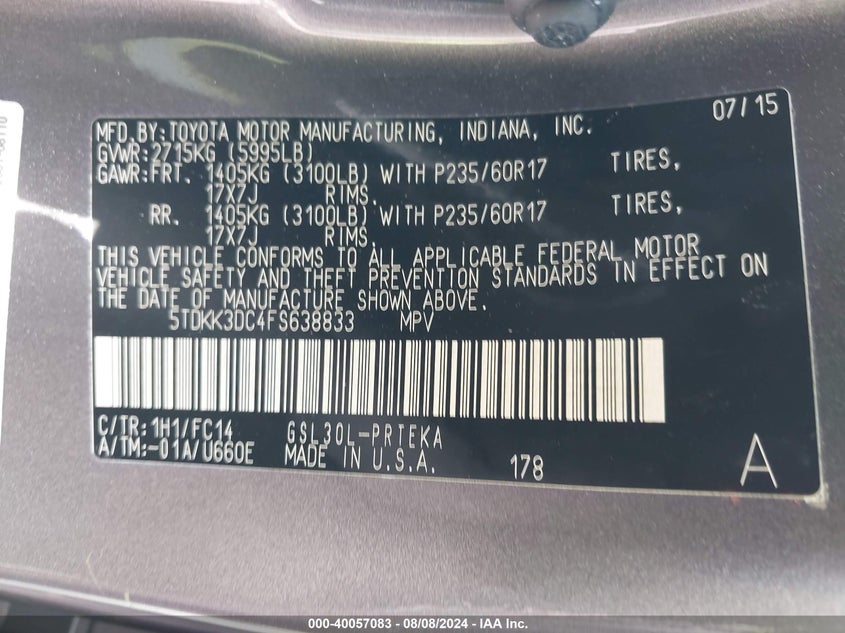 07/15
MFD.BY:TOYOTA MOTOR MANUFACTURING, INDIANA, INC.
GVWR:2715KG (5995LB)
GAWR:FRT. 1405KG (3100LB) WITH P235/60R17 TIRES,
17X7J RIMS.
RR. 1405KG (3100LB) WITH P235/60R17 TIRES,
17X7J RIMS.
THIS VEHICLE CONFORMS TO ALL APPLICABLE FEDERAL MOTOR
VEHICLE SAFETY AND THEFT PREVENTION STANDARDS IN EFFECT ON
THE DATE OF MANUFACTURE SHOWN ABOVE.
5TDKK3DC4FS638833 MPV
C/TR:1H1/FC14 GSL30L-PRTEKA
A/TM:-01A/U660E MADE IN U.S.A. 178 A
000-40057083 - 08/08/2024 - IAA Inc.